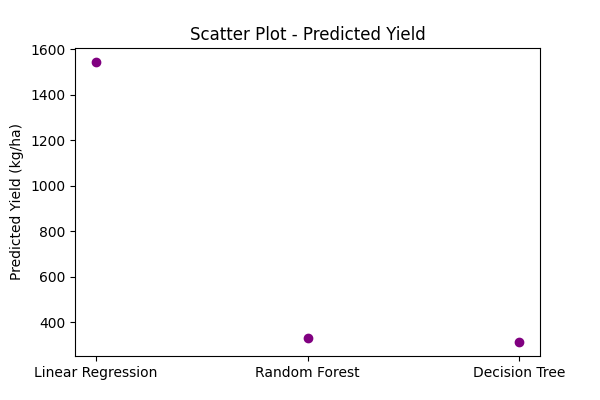 Scatter Plot - Predicted Yield
Predicted Yield (kg/ha)
1600
1400
1200
1000
800
600
400
Linear Regression Random Forest Decision Tree